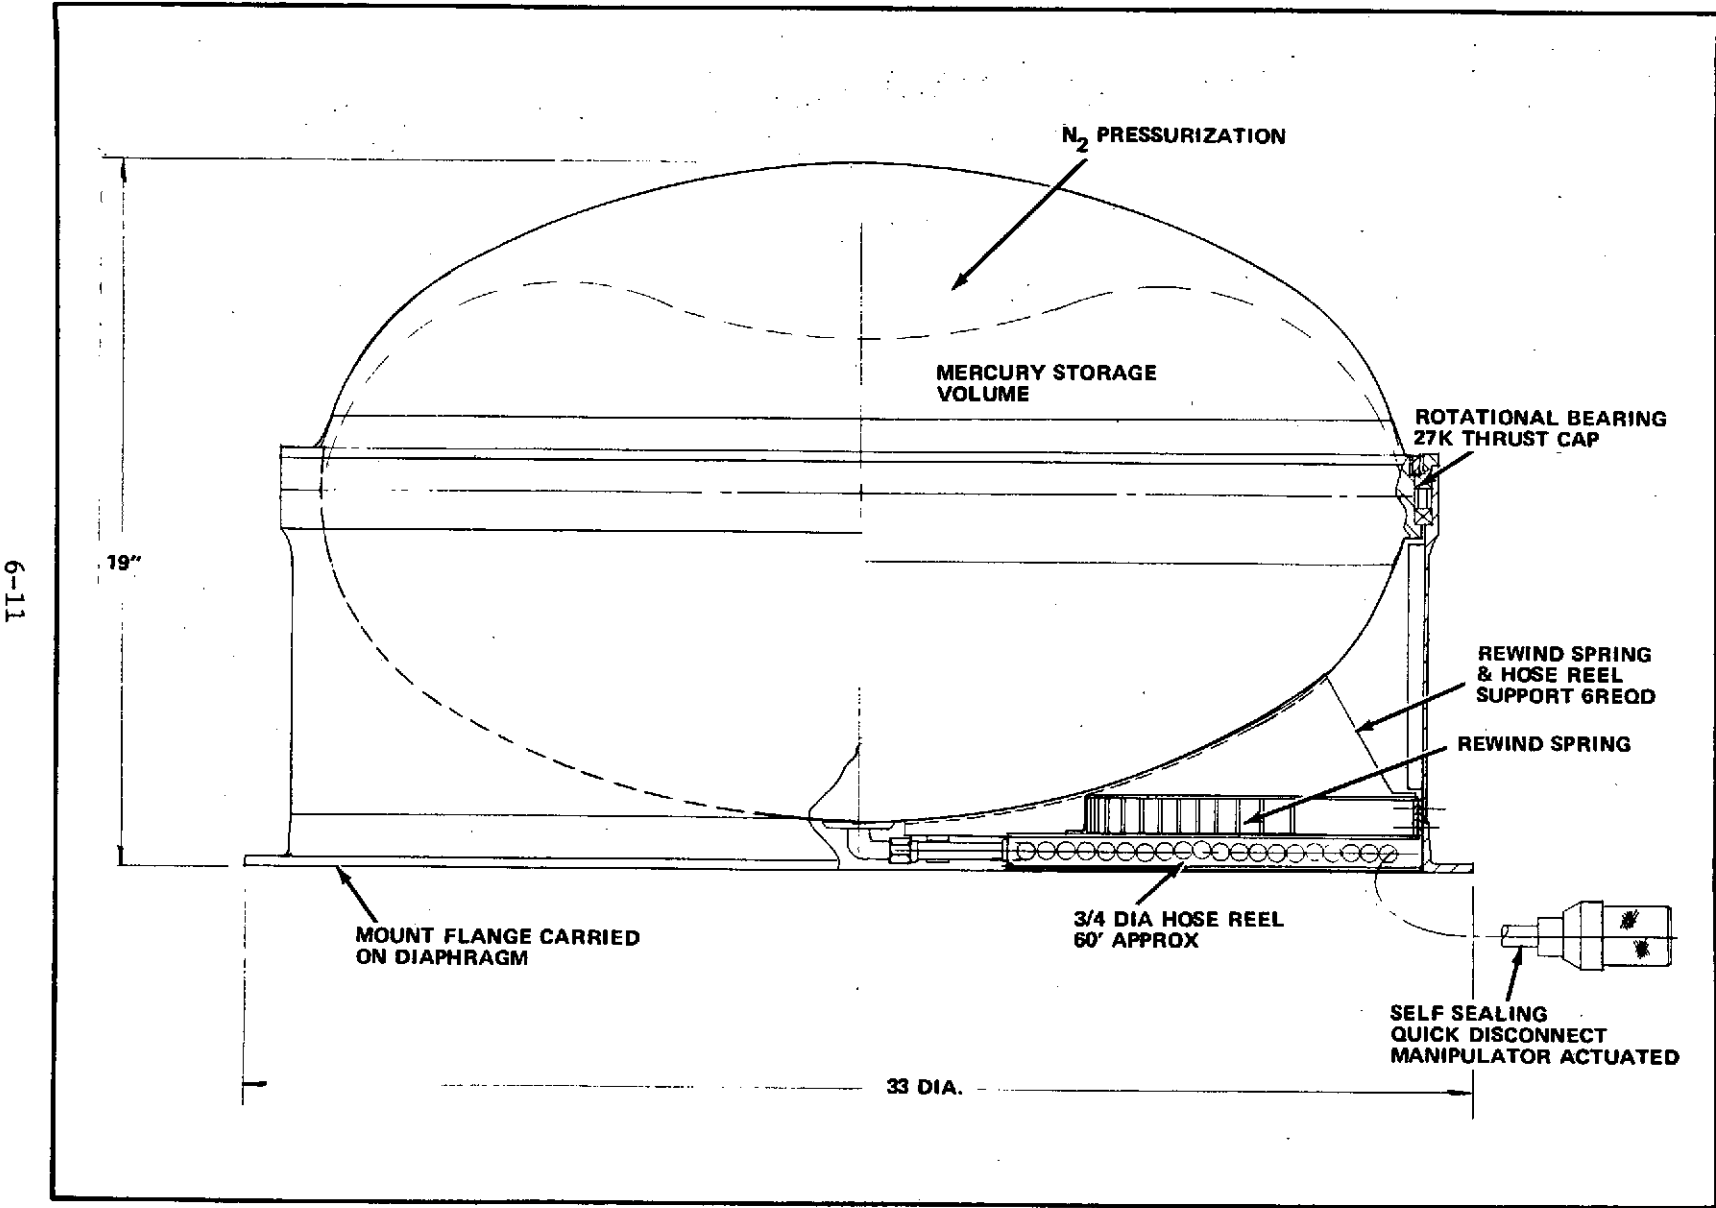 N2 PRESSURIZATION
MERCURY STORAGE
VOLUME
ROTATIONAL BEARING
27K THRUST CAP
19"
6-11
REWIND SPRING
& HOSE REEL
SUPPORT 6REQD
REWIND SPRING
MOUNT FLANGE CARRIED
ON DIAPHRAGM
3/4 DIA HOSE REEL
60' APPROX
SELF SEALING
QUICK DISCONNECT
MANIPULATOR ACTUATED
33 DIA.